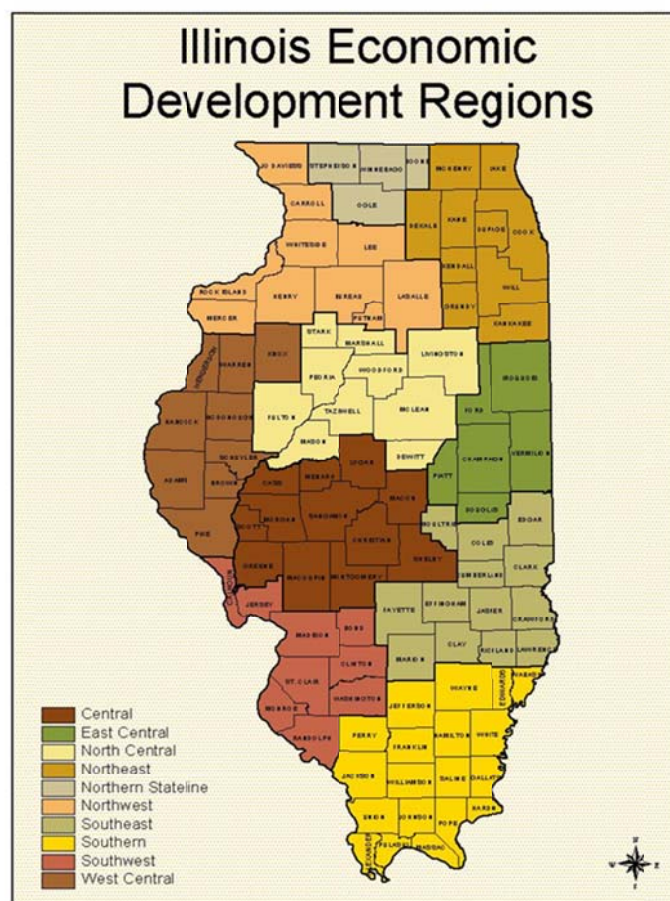 Illinois Economic
Development Regions
JO DAVIESS
STEPHENSON
WINNEBAGO
BOONE
MCHENRY
LAKE
CARROLL
OGLE
DEKALB
KANE
DUPAGE
COOK
WHITESIDE
LEE
KENDALL
WILL
ROCK ISLAND
HENRY
BUREAU
LASALLE
GRUNDY
MERCER
PUTNAM
KANKAKEE
STARK
MARSHALL
LIVINGSTON
HENDERSON
WARREN
KNOX
PEORIA
WOODFORD
IROQUOIS
HANCOCK
FULTON
TAZEWELL
MCLEAN
FORD
MASON
SCHUYLER
LOGAN
DEWITT
CHAMPAIGN
VERMILION
ADAMS
BROWN
CASS
MENARD
MACON
PIATT
DOUGLAS
EDGAR
PIKE
SCOTT
MORGAN
SANGAMON
CHRISTIAN
MOULTRIE
COLES
GREENE
SHELBY
CLARK
CALHOUN
JERSEY
MACOUPIN
MONTGOMERY
FAYETTE
EFFINGHAM
JASPER
CRAWFORD
MADISON
BOND
CLAY
RICHLAND
LAWRENCE
CLINTON
MARION
ST. CLAIR
WASHINGTON
WAYNE
EDWARDS
MONROE
JEFFERSON
RANDOLPH
PERRY
HAMILTON
WHITE
FRANKLIN
JACKSON
WILLIAMSON
SALINE
UNION
JOHNSON
POPE
HARDIN
ALEXANDER
PULASKI
MASSAC
Central
East Central
North Central
Northeast
Northern Stateline
Northwest
Southeast
Southern
Southwest
West Central
N
W
E
S